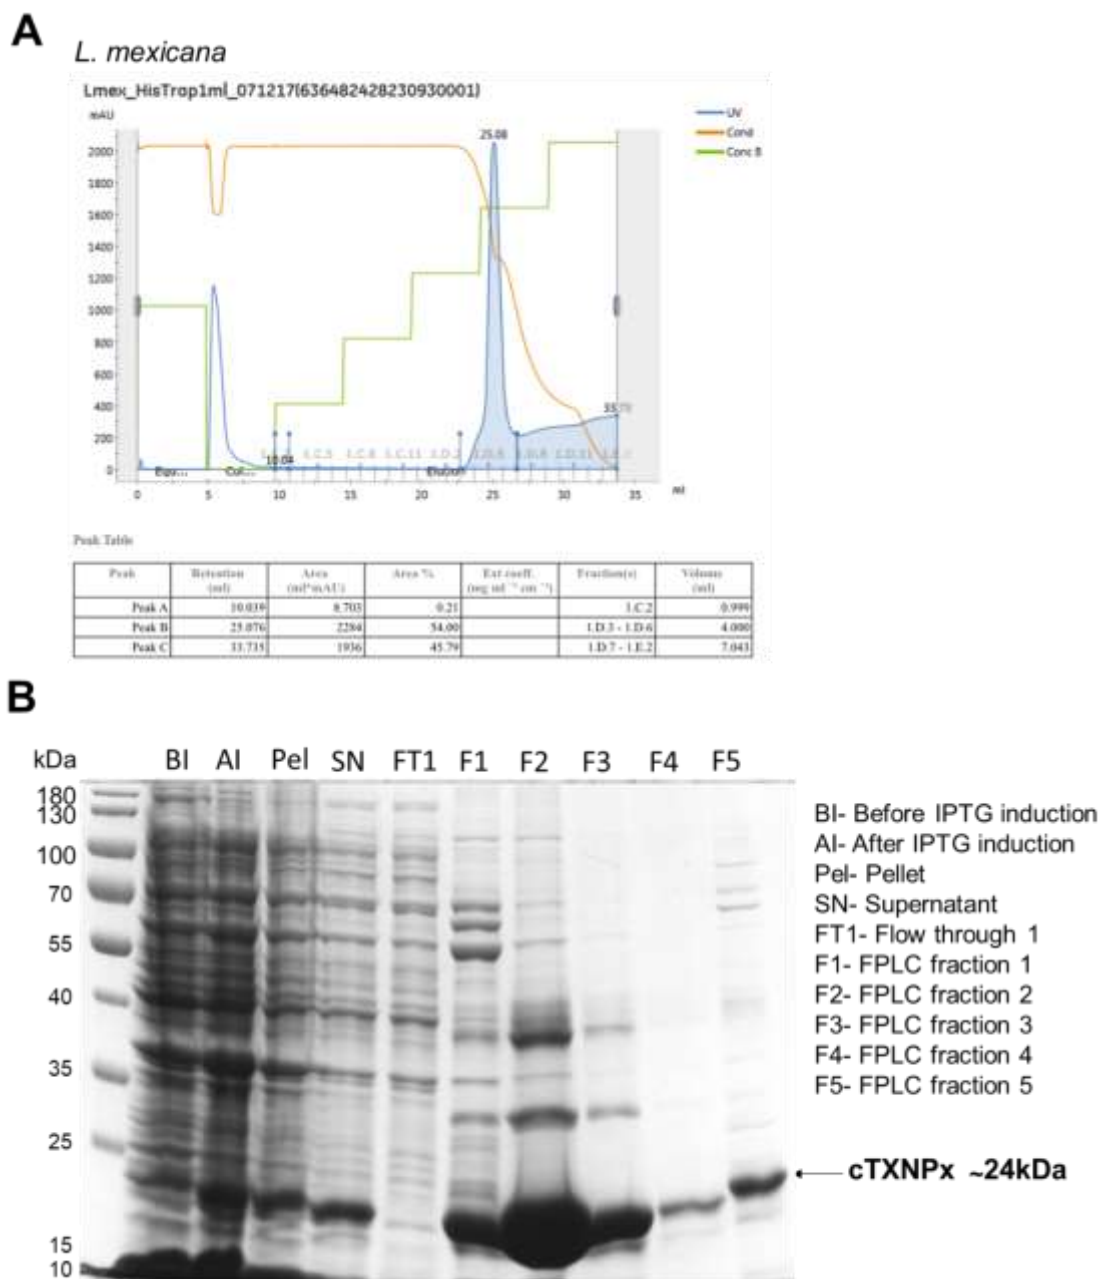 A
L. mexicana
Lmex_HisTrap1ml_071217(636482428230930001)
mAU
UV
Cond
Conc B
25.08
2000
1800
1600
1400
1200
1000
800
600
400
200
0
33.73
10.04
Equ...
Col...
Elution
0 5 10 15 20 25 30 35 ml
Peak Table
Peak Retention (ml) Area (ml*mAU) Area % Ext coeff. Fraction(s) Volume (ml)
Peak A 10.039 8.703 0.21 1.C.2 0.999
Peak B 25.076 2284 54.00 1.D.3 - 1.D.6 4.000
Peak C 33.735 1936 45.79 1.D.7 - 1.E.2 7.043
B
kDa BI AI Pel SN FT1 F1 F2 F3 F4 F5
180
130
100
70
55
40
35
25
15
10
BI- Before IPTG induction
AI- After IPTG induction
Pel- Pellet
SN- Supernatant
FT1- Flow through 1
F1- FPLC fraction 1
F2- FPLC fraction 2
F3- FPLC fraction 3
F4- FPLC fraction 4
F5- FPLC fraction 5
cTXNPx ~24kDa